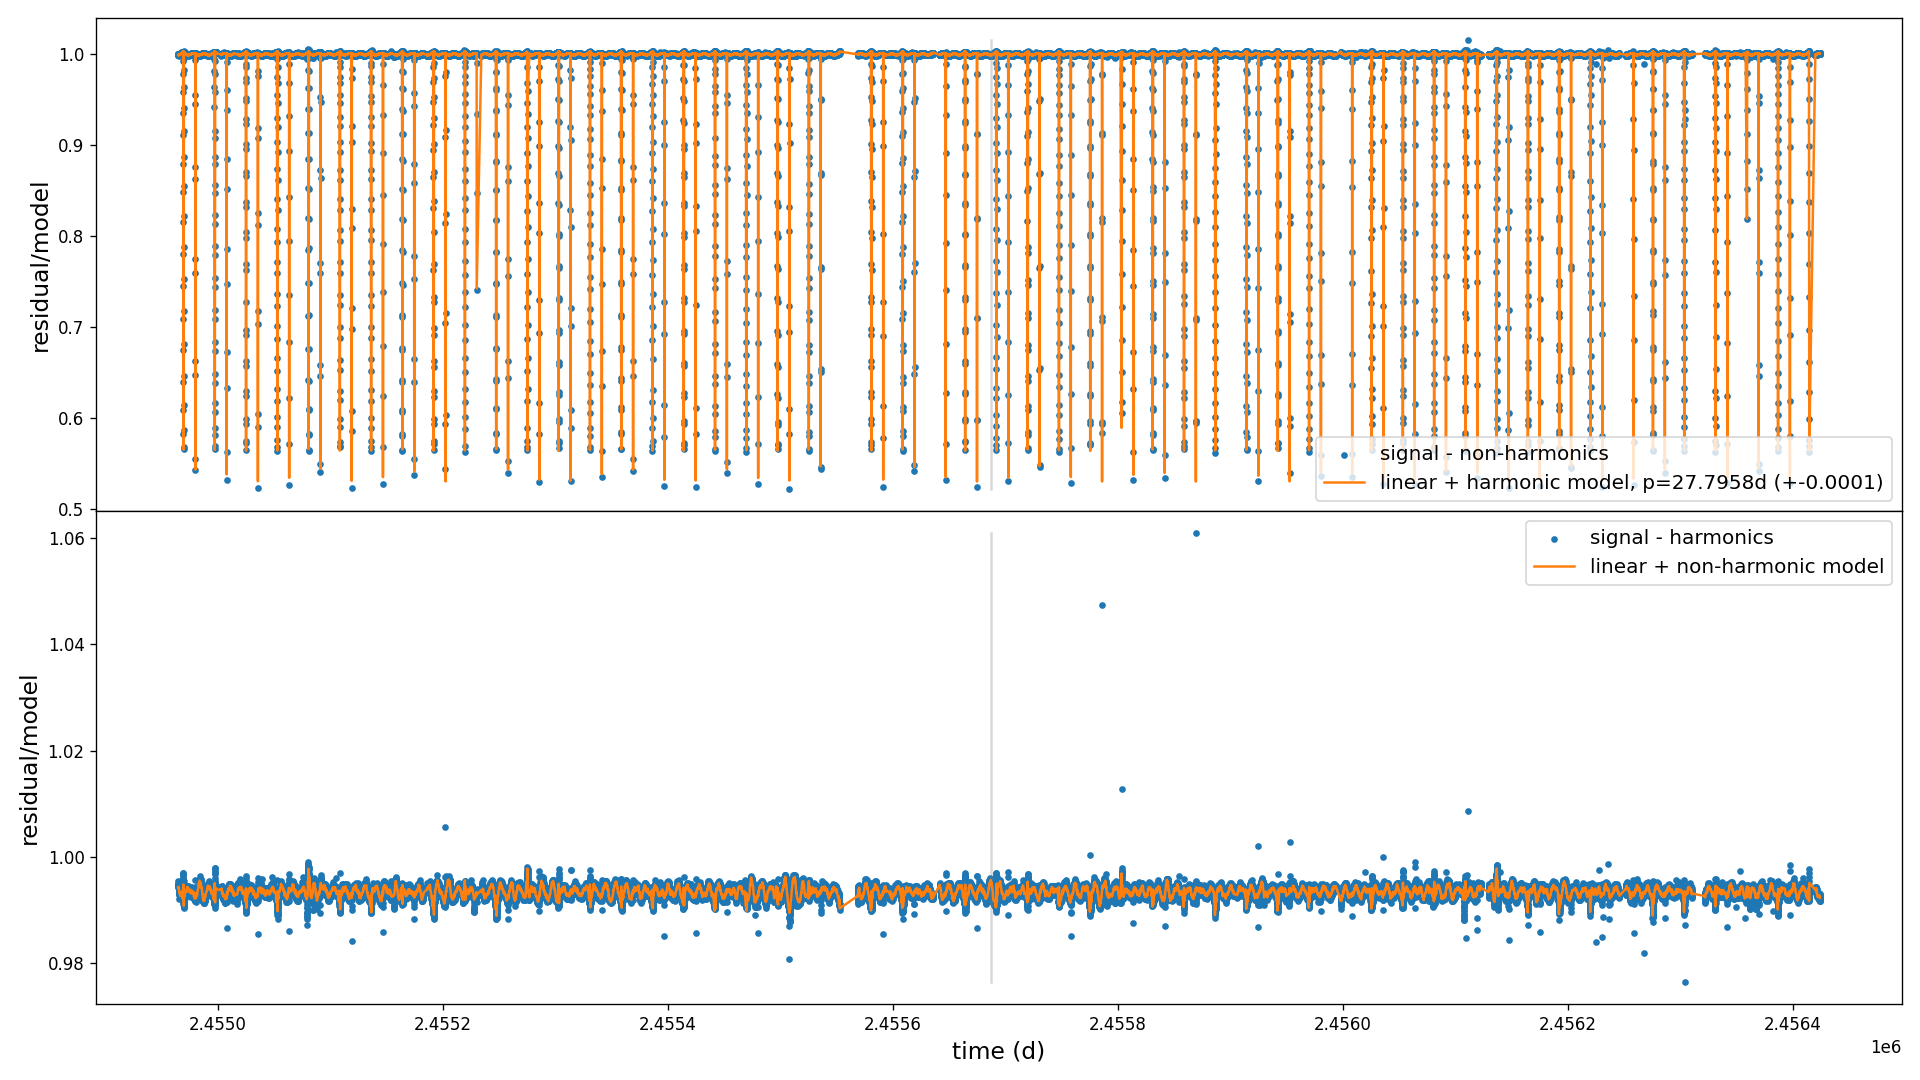 1.0
0.9
0.8
0.7
0.6
0.5
residual/model
signal - non-harmonics
linear + harmonic model, p=27.7958d (+-0.0001)
1.06
1.04
1.02
1.00
0.98
residual/model
signal - harmonics
linear + non-harmonic model
2.4550
2.4552
2.4554
2.4556
2.4558
2.4560
2.4562
2.4564
time (d)
1e6